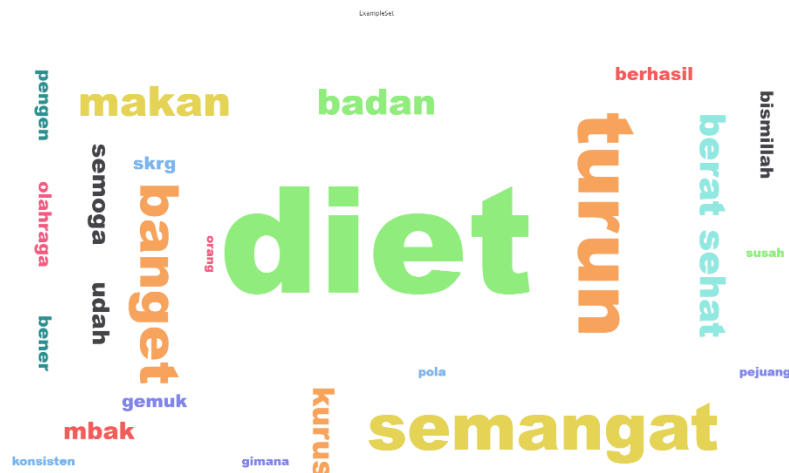 ExampleSet
berhasil
pengen
makan
badan
bismillah
turun
berat sehat
semoga
skrg
olahraga
banget
diet
orang
susah
udah
bener
pola
pejuang
gemuk
kurus
semangat
mbak
konsisten
gimana